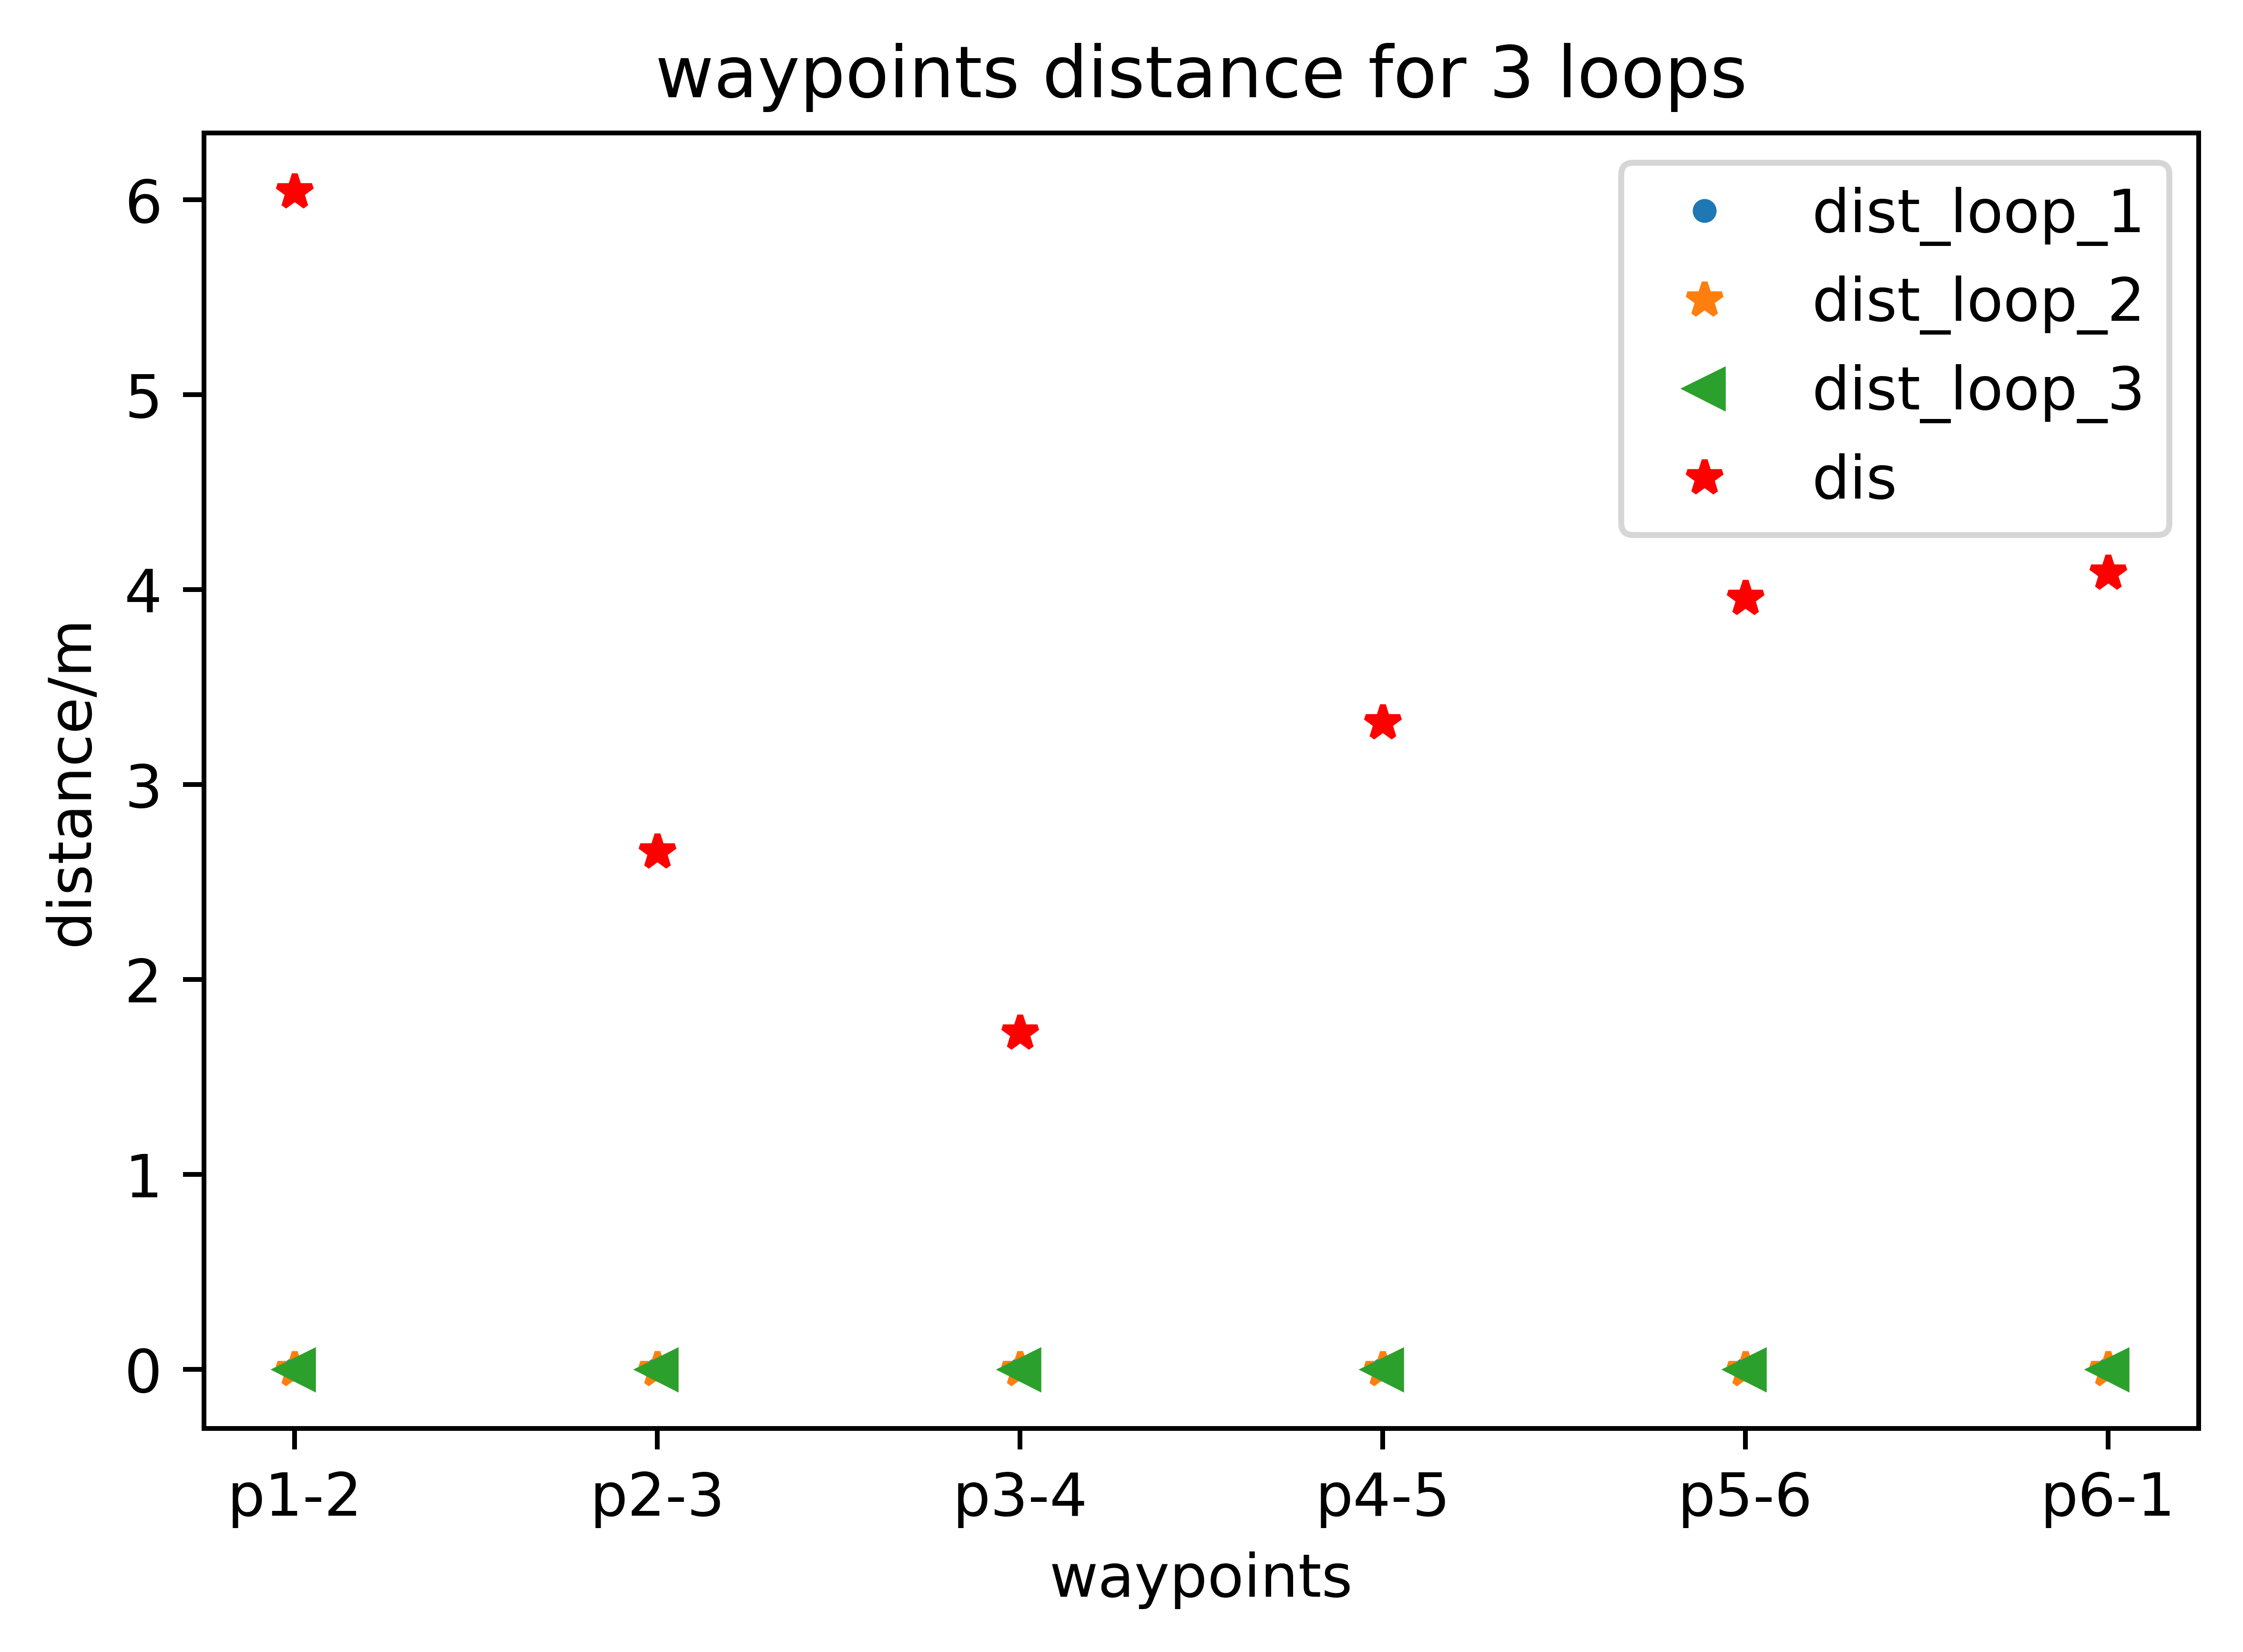 waypoints distance for 3 loops
dist_loop_1
dist_loop_2
dist_loop_3
dis
6
5
4
3
2
1
0
distance/m
p1-2 p2-3 p3-4 p4-5 p5-6 p6-1
waypoints